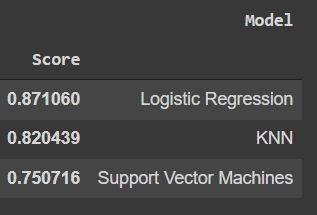 Model
Score
0.871060 Logistic Regression
0.820439 KNN
0.750716 Support Vector Machines